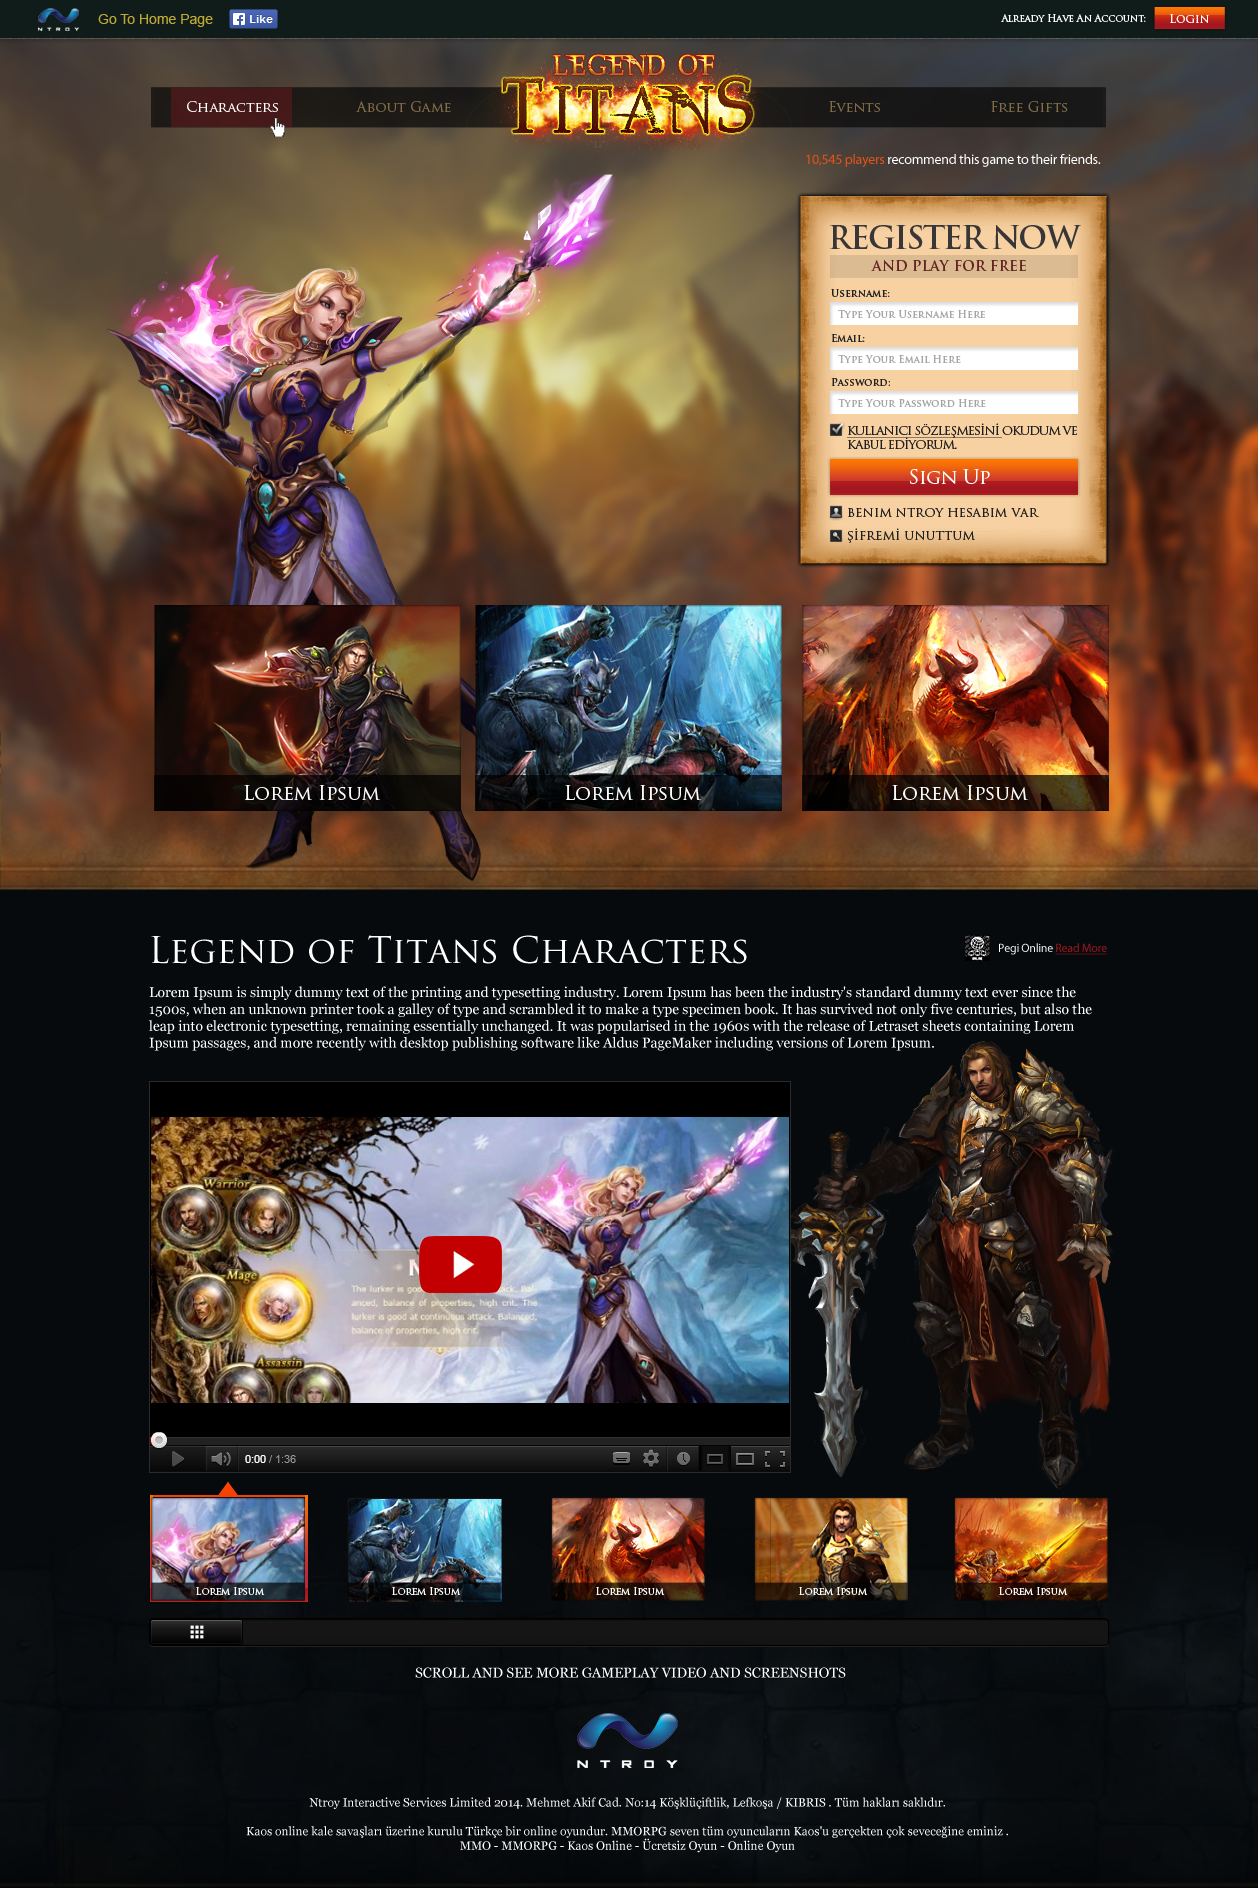 NTROY
Go To Home Page
Like
Already Have An Account:
Login
LEGEND OF
TITANS
Characters
About Game
Events
Free Gifts
10,545 players recommend this game to their friends.
REGISTER NOW
AND PLAY FOR FREE
Username:
Type Your Username Here
Email:
Type Your Email Here
Password:
Type Your Password Here
KULLANICI SÖZLEŞMESİNİ OKUDUM VE
KABUL EDİYORUM.
Sign Up
BENIM NTROY HESABIM VAR
ŞİFREMİ UNUTTUM
Lorem Ipsum
Lorem Ipsum
Lorem Ipsum
Legend of Titans Characters
Pegi Online Read More
Lorem Ipsum is simply dummy text of the printing and typesetting industry. Lorem Ipsum has been the industry's standard dummy text ever since the
1500s, when an unknown printer took a galley of type and scrambled it to make a type specimen book. It has survived not only five centuries, but also the
leap into electronic typesetting, remaining essentially unchanged. It was popularised in the 1960s with the release of Letraset sheets containing Lorem
Ipsum passages, and more recently with desktop publishing software like Aldus PageMaker including versions of Lorem Ipsum.
Warrior
Mage
Assassin
The lurker is goo ack. Bal-
anced, balance of properties, high crit. The
lurker is good at continuous attack. Balanced,
balance of properties, high crit.
0:00 / 1:36
Lorem Ipsum
Lorem Ipsum
Lorem Ipsum
Lorem Ipsum
Lorem Ipsum
SCROLL AND SEE MORE GAMEPLAY VIDEO AND SCREENSHOTS
NTROY
Ntroy Interactive Services Limited 2014. Mehmet Akif Cad. No:14 Köşklüçiftlik, Lefkoşa / KIBRIS . Tüm hakları saklıdır.
Kaos online kale savaşları üzerine kurulu Türkçe bir online oyundur. MMORPG seven tüm oyuncuların Kaos'u gerçekten çok seveceğine eminiz .
MMO - MMORPG - Kaos Online - Ücretsiz Oyun - Online Oyun